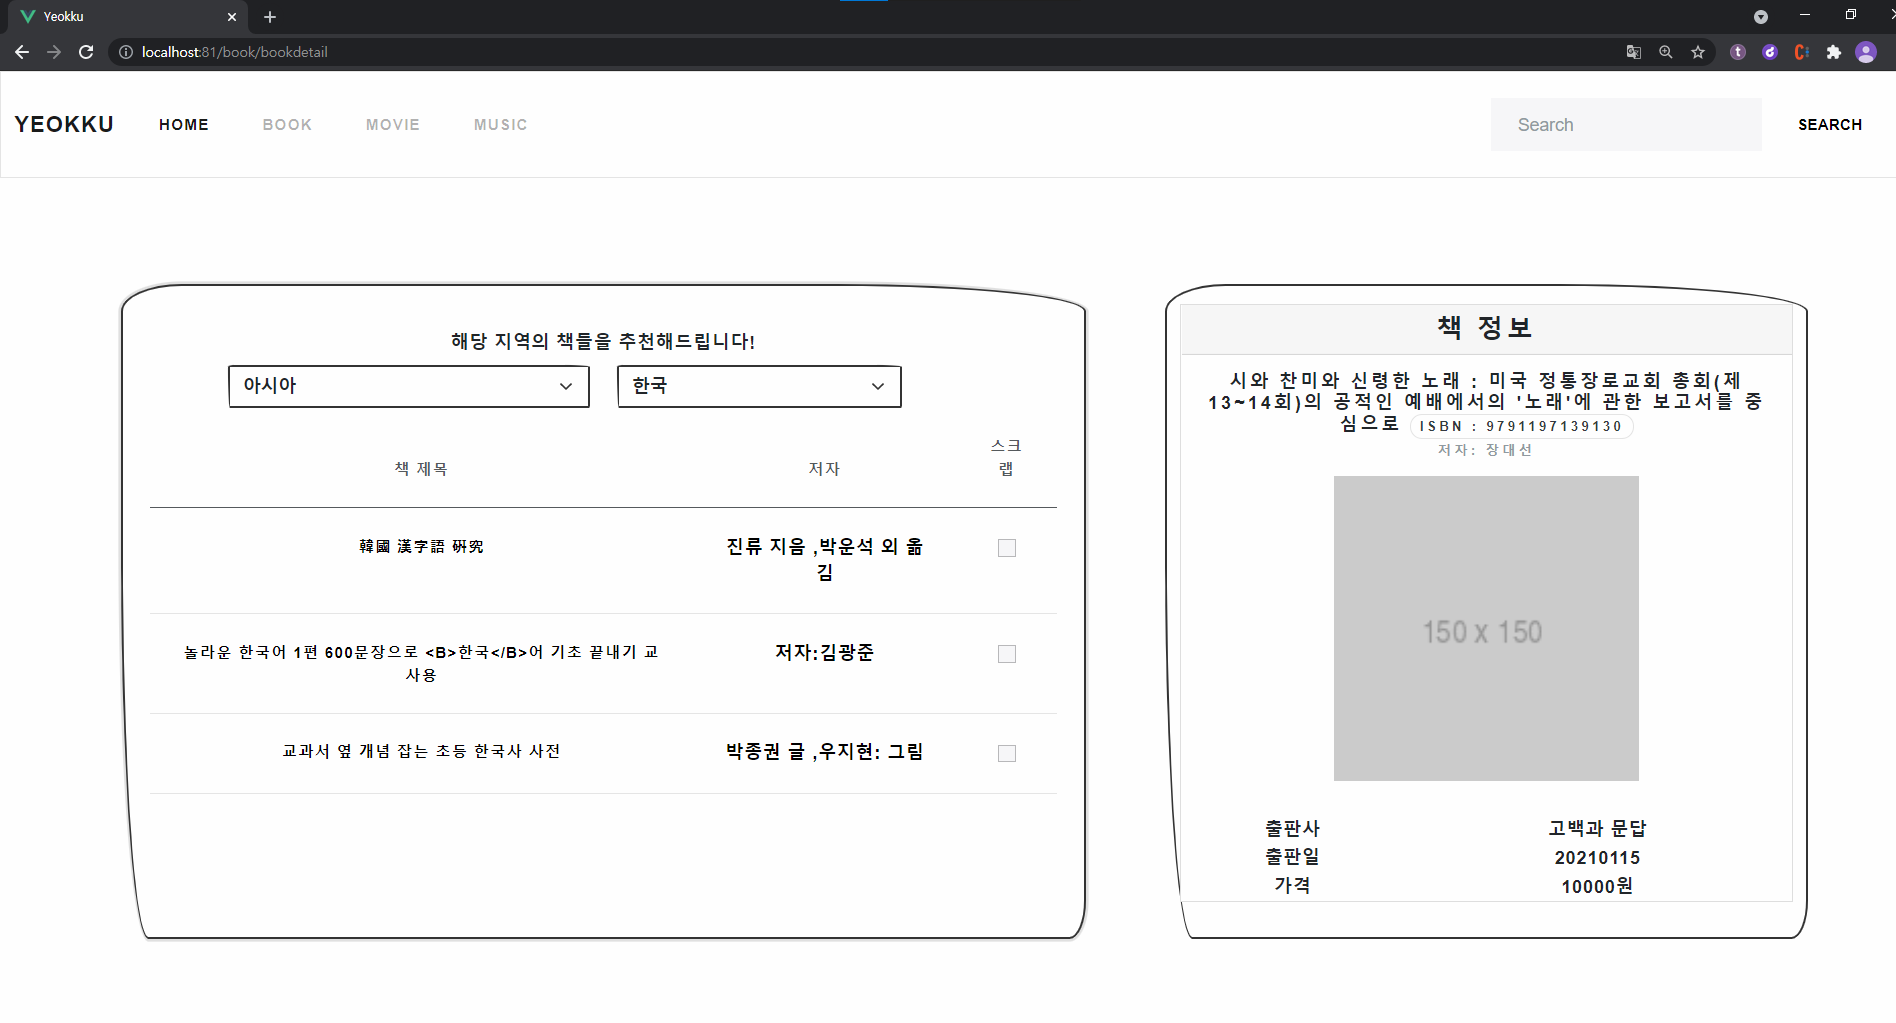 Yeokku
localhost:81/book/bookdetail
YEOKKU HOME BOOK MOVIE MUSIC Search SEARCH
해당 지역의 책들을 추천해드립니다!
아시아 한국
책 제목 저자 스크
랩
韓國 漢字語 硏究 진류 지음 ,박운석 외 옮
김
놀라운 한국어 1편 600문장으로 <B>한국</B>어 기초 끝내기 교
사용
저자:김광준
교과서 옆 개념 잡는 초등 한국사 사전 박종권 글 ,우지현: 그림
책 정보
시와 찬미와 신령한 노래 : 미국 정통장로교회 총회(제
13~14회)의 공적인 예배에서의 '노래'에 관한 보고서를 중
심으로 ISBN : 9791197139130
저자: 장대선
150 x 150
출판사 고백과 문답
출판일 20210115
가격 10000원